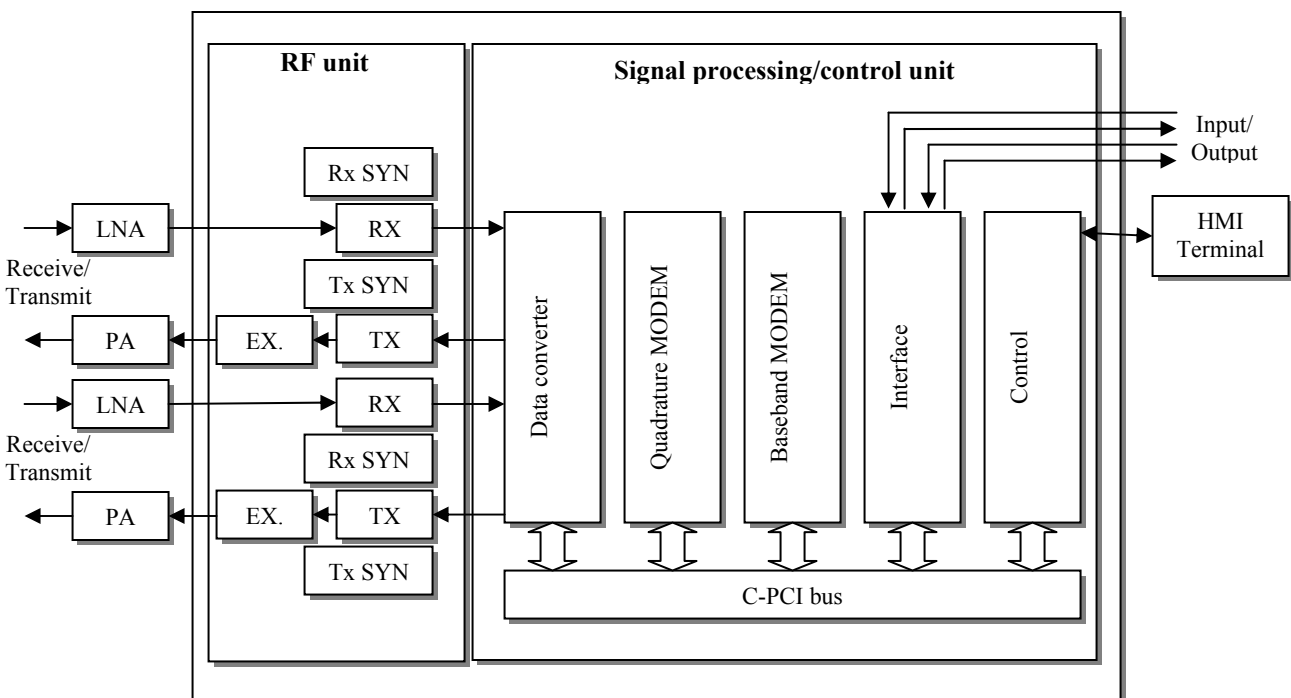 RF unit
Signal processing/control unit
Input/
Output
Rx SYN
LNA
RX
HMI
Terminal
Receive/
Transmit
Tx SYN
PA
EX.
TX
LNA
RX
Receive/
Transmit
Rx SYN
PA
EX.
TX
Tx SYN
Data converter
Quadrature MODEM
Baseband MODEM
Interface
Control
C-PCI bus